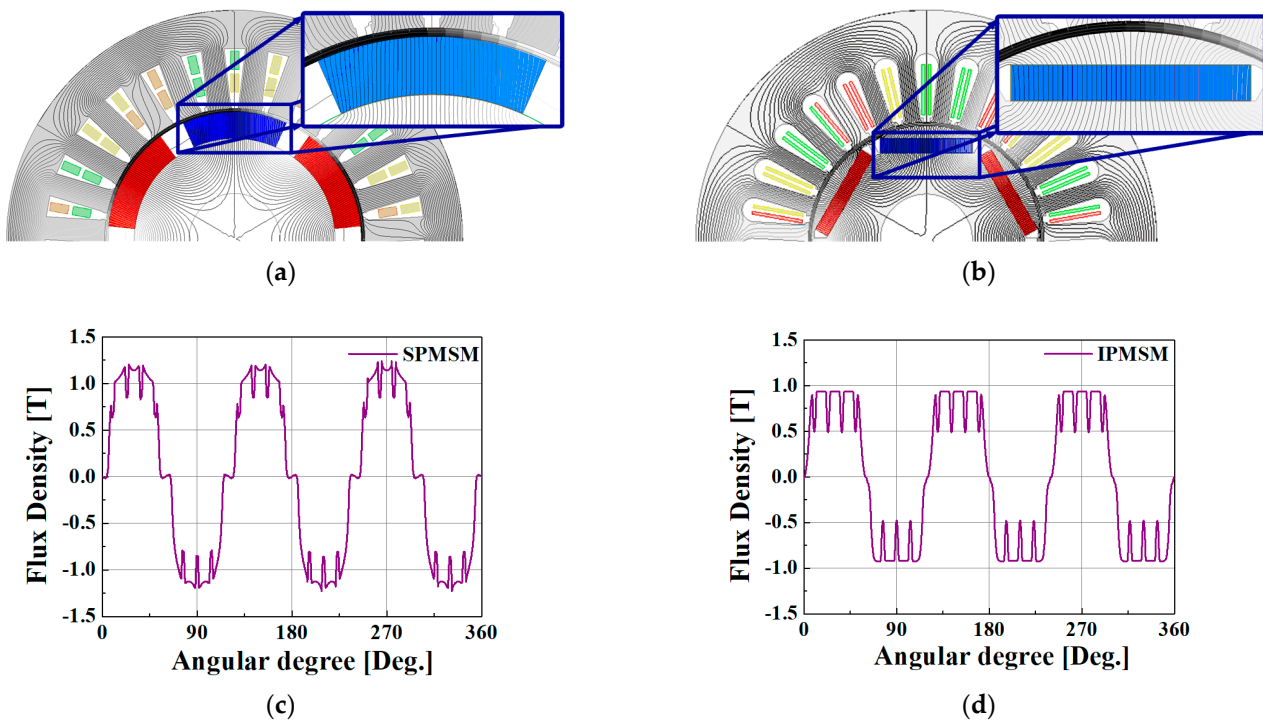 (a)
(b)
1.5
1.0
0.5
0.0
-0.5
-1.0
-1.5
Flux Density [T]
SPMSM
0 90 180 270 360
Angular degree [Deg.]
(c)
1.5
1.0
0.5
0.0
-0.5
-1.0
-1.5
Flux Density [T]
IPMSM
0 90 180 270 360
Angular degree [Deg.]
(d)